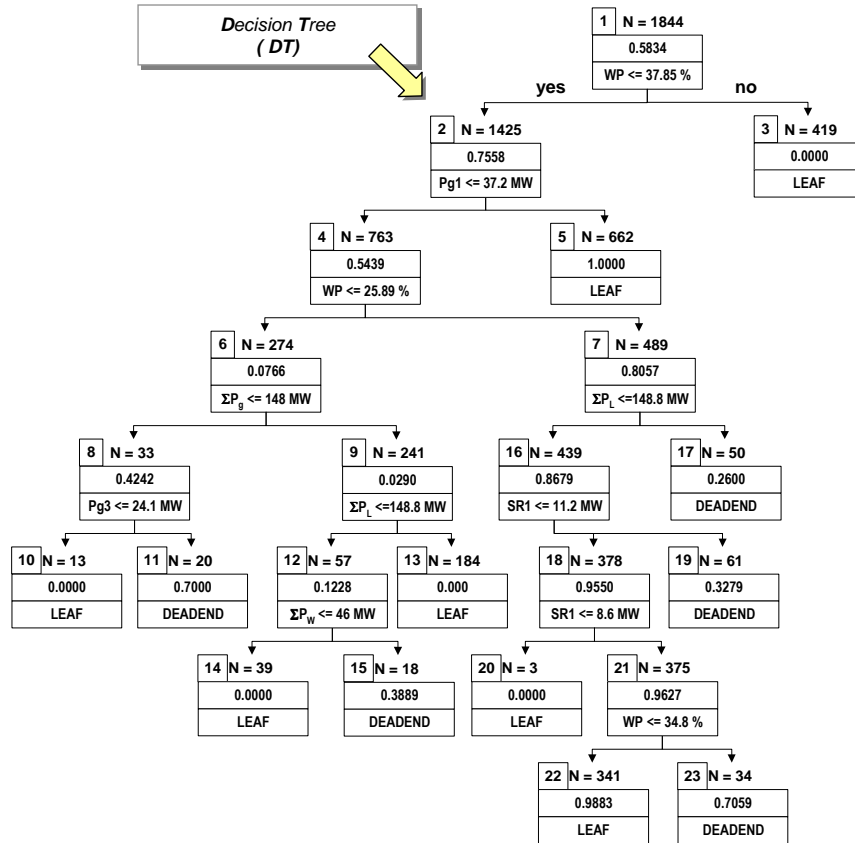 Decision Tree
( DT)
1 N = 1844
0.5834
WP <= 37.85 %
yes no
2 N = 1425
0.7558
Pg1 <= 37.2 MW
3 N = 419
0.0000
LEAF
4 N = 763
0.5439
WP <= 25.89 %
5 N = 662
1.0000
LEAF
6 N = 274
0.0766
ΣPg <= 148 MW
7 N = 489
0.8057
ΣPL <=148.8 MW
8 N = 33
0.4242
Pg3 <= 24.1 MW
9 N = 241
0.0290
ΣPL <=148.8 MW
16 N = 439
0.8679
SR1 <= 11.2 MW
17 N = 50
0.2600
DEADEND
10 N = 13
0.0000
LEAF
11 N = 20
0.7000
DEADEND
12 N = 57
0.1228
ΣPW <= 46 MW
13 N = 184
0.000
LEAF
18 N = 378
0.9550
SR1 <= 8.6 MW
19 N = 61
0.3279
DEADEND
14 N = 39
0.0000
LEAF
15 N = 18
0.3889
DEADEND
20 N = 3
0.0000
LEAF
21 N = 375
0.9627
WP <= 34.8 %
22 N = 341
0.9883
LEAF
23 N = 34
0.7059
DEADEND